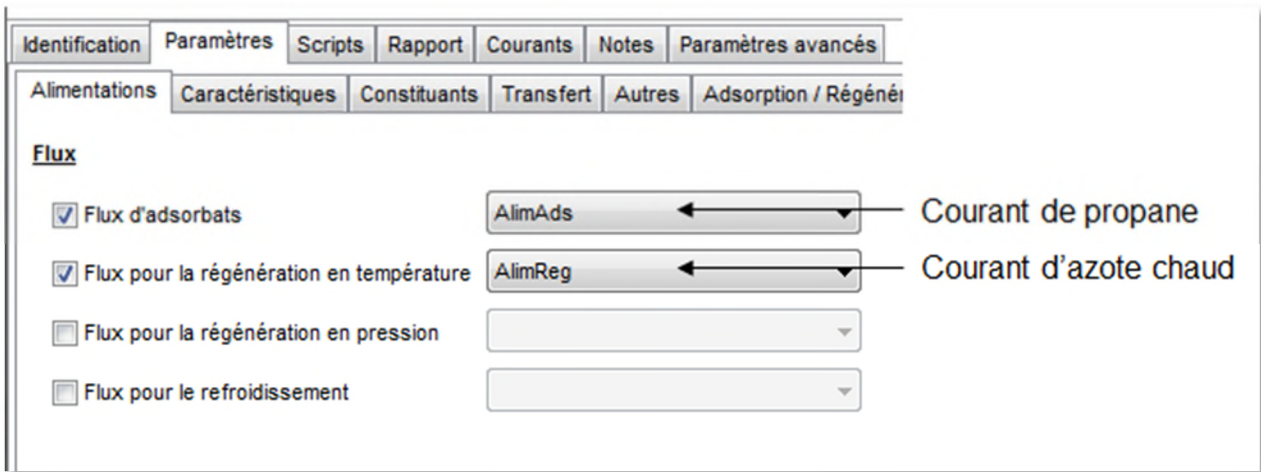 Identification Paramètres Scripts Rapport Courants Notes Paramètres avancés
Alimentations Caractéristiques Constituants Transfert Autres Adsorption / Régéné
Flux
Flux d'adsorbats AlimAds Courant de propane
Flux pour la régénération en température AlimReg Courant d'azote chaud
Flux pour la régénération en pression
Flux pour le refroidissement